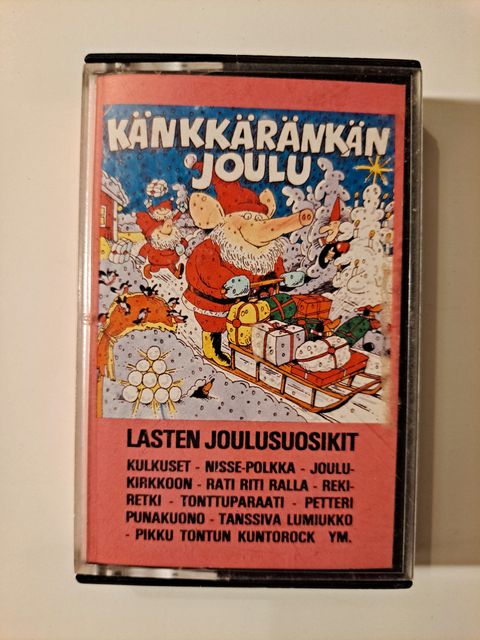 KÄNKKÄRÄNKÄN
JOULU
LASTEN JOULUSUOSIKIT
KULKUSET - NISSE-POLKKA - JOULU-
KIRKKOON - RATI RITI RALLA - REKI-
RETKI - TONTTUPARAATI - PETTERI
PUNAKUONO - TANSSIVA LUMIUKKO
- PIKKU TONTUN KUNTOROCK YM.